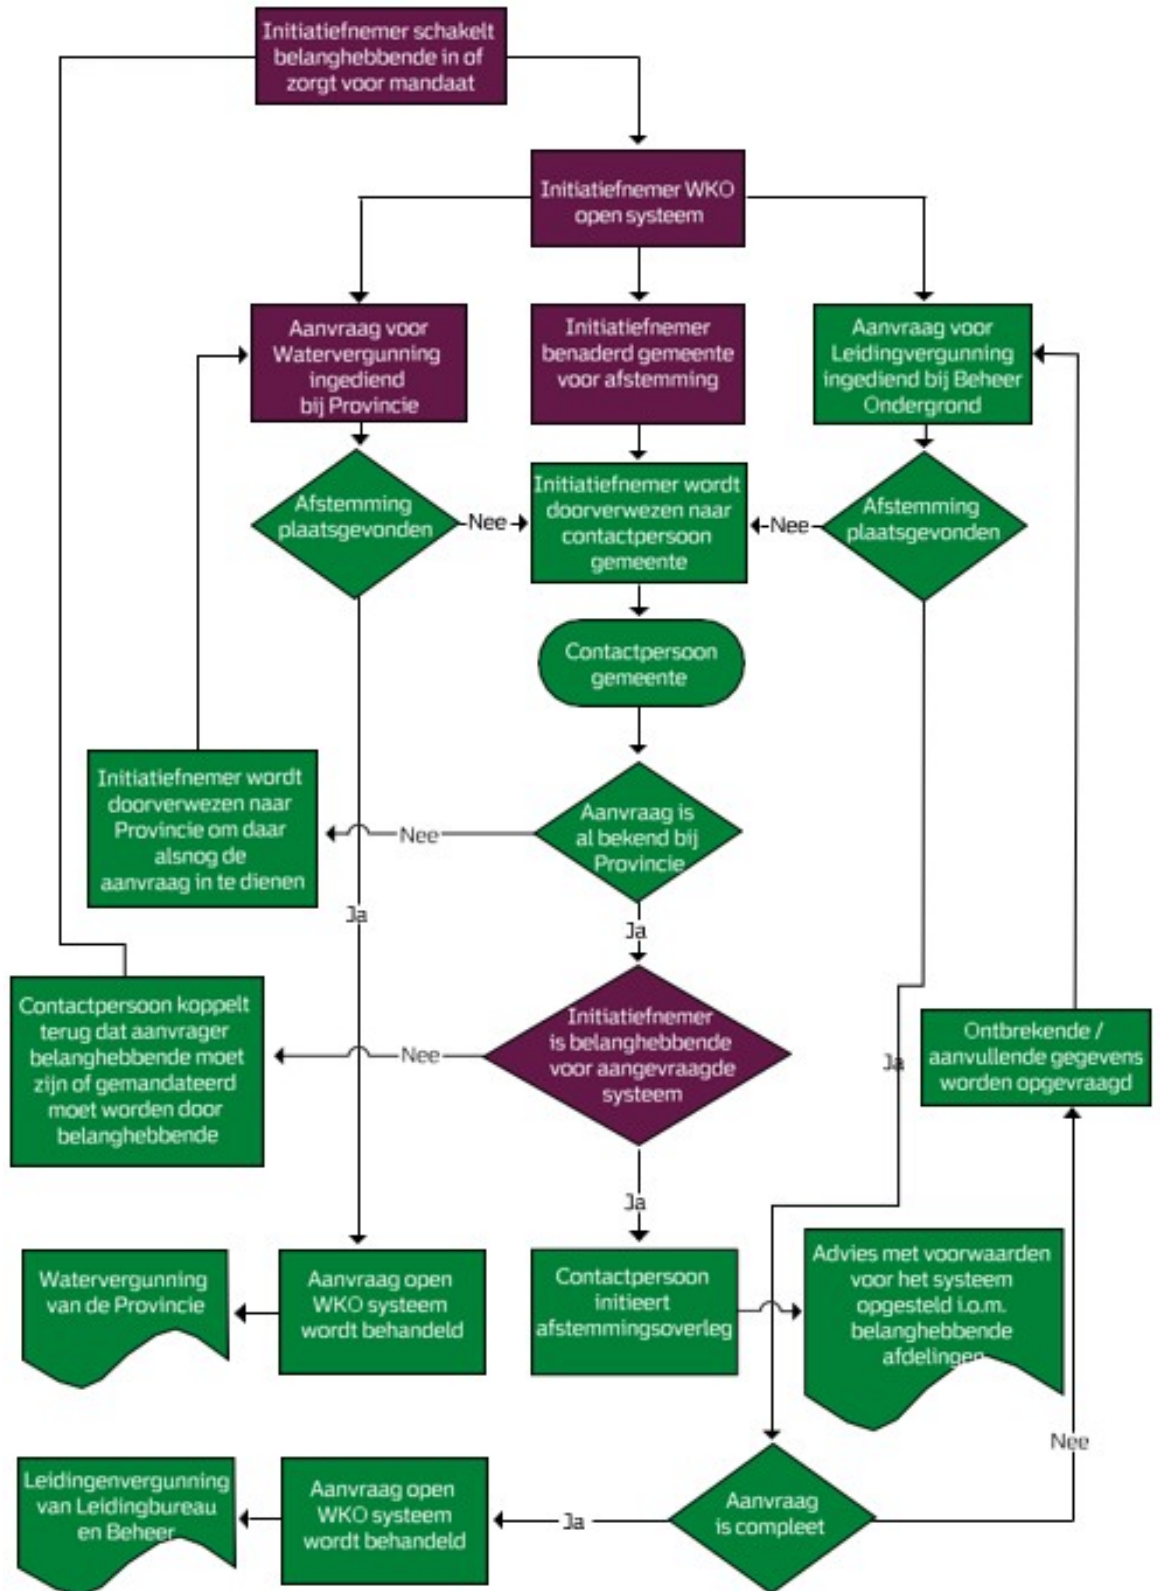 Initiatiefnemer schakelt
belanghebbende in of
zorgt voor mandaat
Initiatiefnemer WKO
open systeem
Aanvraag voor
Watervergunning
ingediend
bij Provincie
Initiatiefnemer
benaderd gemeente
voor afstemming
Aanvraag voor
Leidingvergunning
ingediend bij Beheer
Ondergrond
Afstemming
plaatsgevonden
Nee
Initiatiefnemer wordt
doorverwezen naar
contactpersoon
gemeente
Nee
Afstemming
plaatsgevonden
Contactpersoon
gemeente
Initiatiefnemer wordt
doorverwezen naar
Provincie om daar
alsnog de
aanvraag in te dienen
Nee
Aanvraag is
al bekend bij
Provincie
Ja
Ja
Contactpersoon koppelt
terug dat aanvrager
belanghebbende moet
zijn of gemandateerd
moet worden door
belanghebbende
Nee
Initiatiefnemer
is belanghebbende
voor aangevraagde
systeem
Ja
Ontbrekende /
aanvullende gegevens
worden opgevraagd
Ja
Watervergunning
van de Provincie
Aanvraag open
WKO systeem
wordt behandeld
Contactpersoon
initieert
afstemmingsoverleg
Advies met voorwaarden
voor het systeem
opgesteld i.o.m.
belanghebbende
afdelingen
Nee
Leidingenvergunning
van Leidingbureau
en Beheer
Aanvraag open
WKO systeem
wordt behandeld
Ja
Aanvraag
is compleet